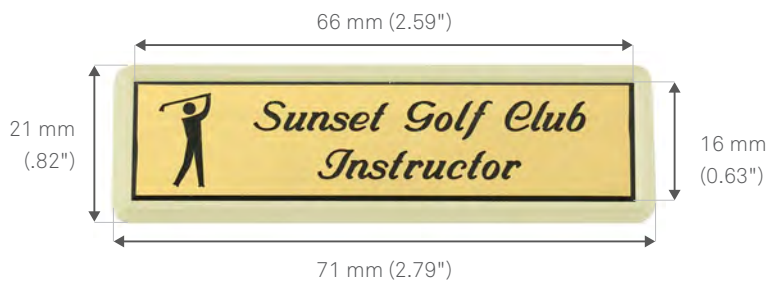 66 mm (2.59")
21 mm
(.82")
Sunset Golf Club
Instructor
16 mm
(0.63")
71 mm (2.79")